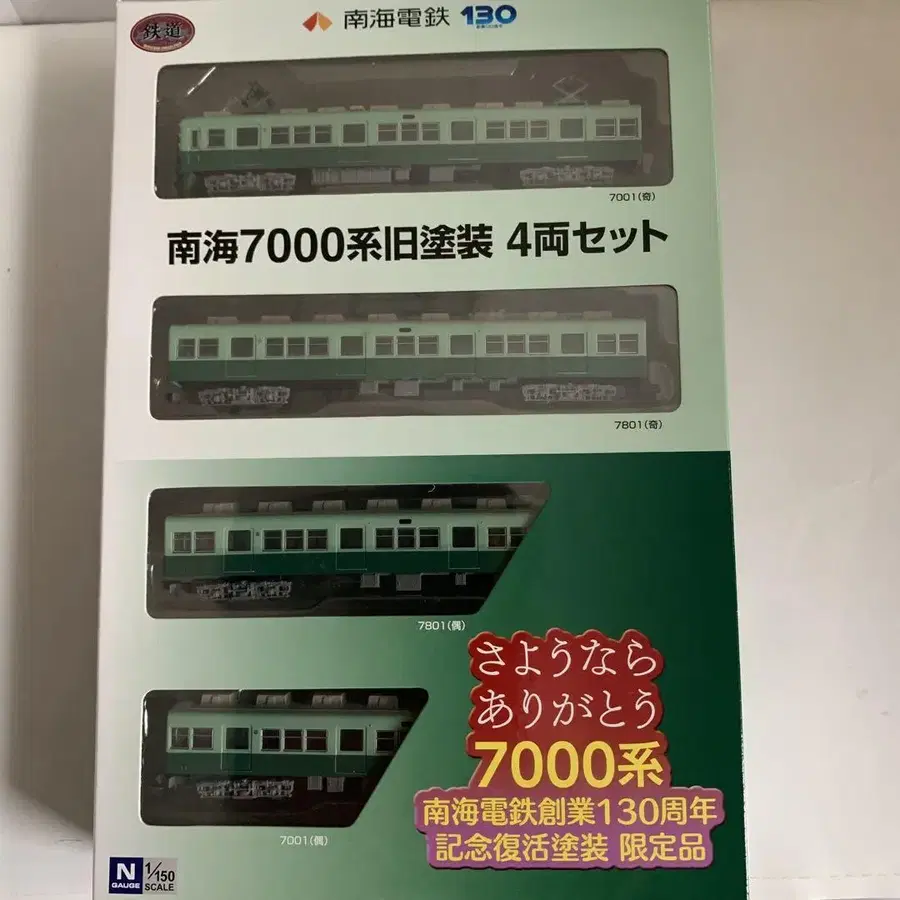 鉄道
南海電鉄 130
7001(奇)
南海7000系旧塗装 4両セット
7801(奇)
7801(偶)
7001(偶)
さようなら
ありがとう
7000系
南海電鉄創業130周年
記念復活塗装 限定品
N
GAUGE
1/150
SCALE